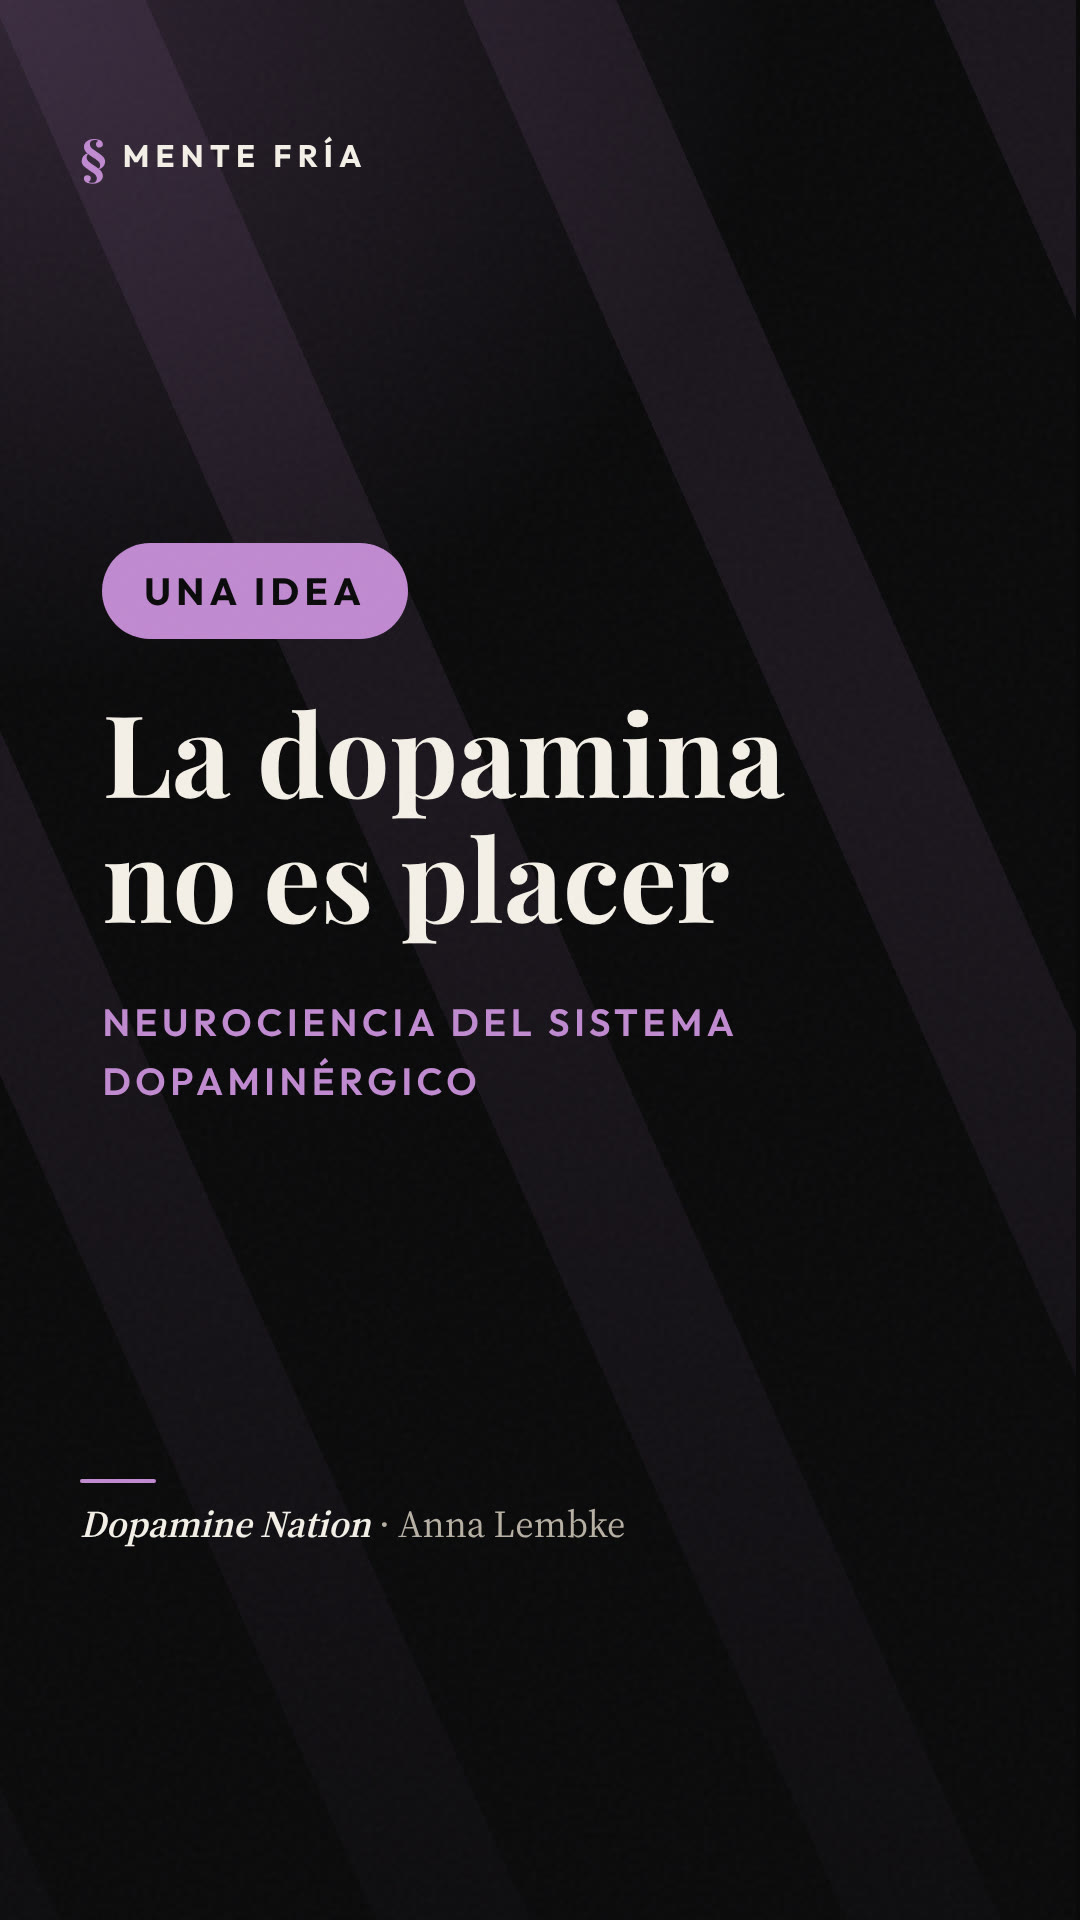 § MENTE FRÍA
UNA IDEA
La dopamina
no es placer
NEUROCIENCIA DEL SISTEMA
DOPAMINÉRGICO
Dopamine Nation · Anna Lembke